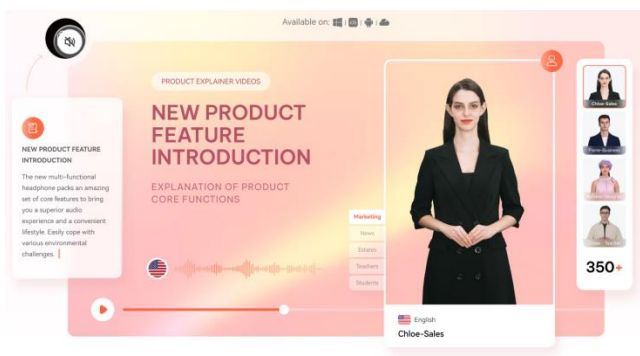 Available on:
PRODUCT EXPLAINER VIDEOS
NEW PRODUCT
FEATURE
INTRODUCTION
EXPLANATION OF PRODUCT
CORE FUNCTIONS
NEW PRODUCT FEATURE
INTRODUCTION
The new multi-functional
headphone packs an amazing
set of core features to bring
you a superior audio
experience and a convenient
lifestyle. Easily cope with
various environmental
challenges.
Marketing
News
Estates
Teachers
Students
English
Chloe-Sales
Chloe-Sales
350+